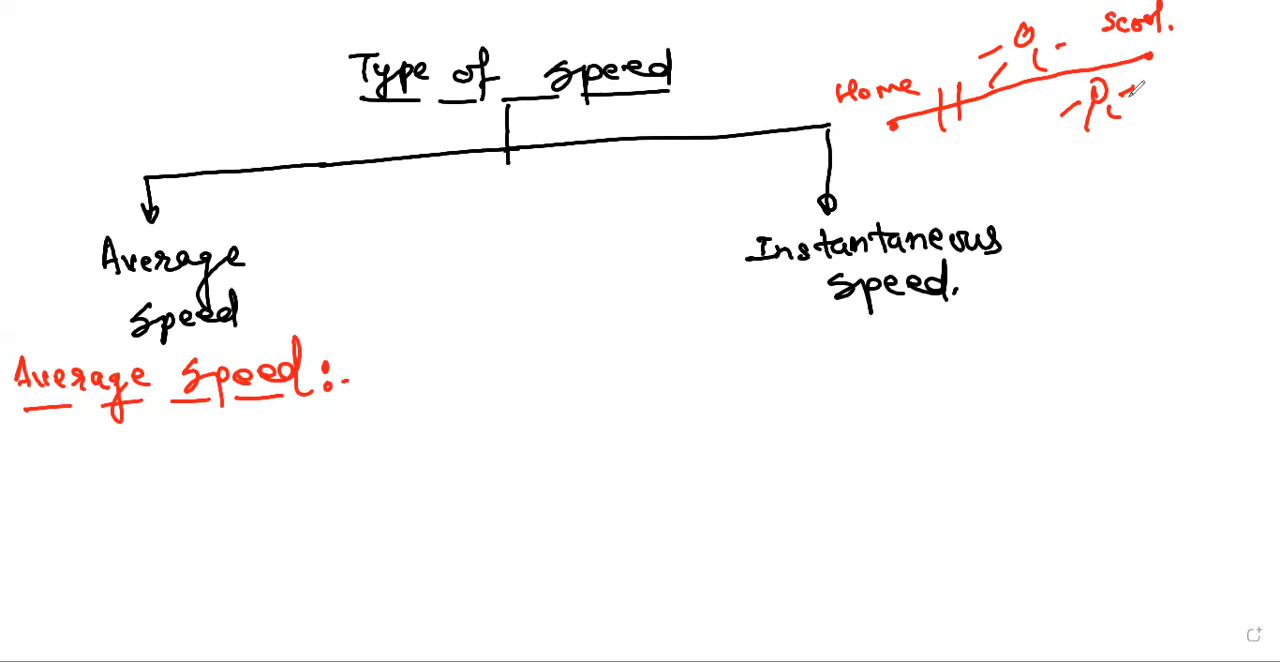 Type of speed
Home
scool.
Average
speed
Instantaneous
speed.
Average speed:-